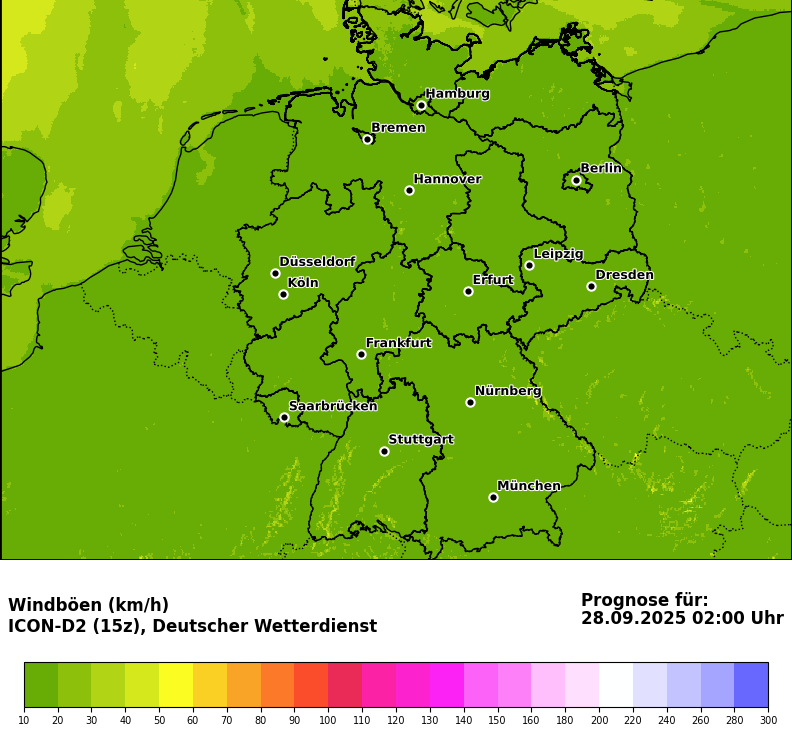 Hamburg
Bremen
Berlin
Hannover
Düsseldorf
Leipzig
Köln
Erfurt
Dresden
Frankfurt
Nürnberg
Saarbrücken
Stuttgart
München
Windböen (km/h)
ICON-D2 (15z), Deutscher Wetterdienst
Prognose für:
28.09.2025 02:00 Uhr
10 20 30 40 50 60 70 80 90 100 110 120 130 140 150 160 180 200 220 240 260 280 300